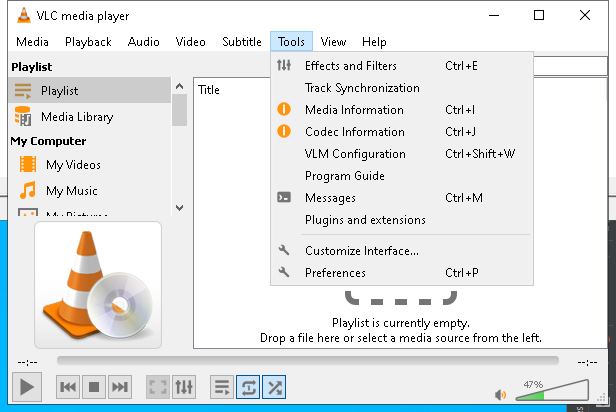 VLC media player
Media Playback Audio Video Subtitle Tools View Help
Playlist
Playlist
Media Library
My Computer
My Videos
My Music
My Pictures
Title
Effects and Filters Ctrl+E
Track Synchronization
Media Information Ctrl+I
Codec Information Ctrl+J
VLM Configuration Ctrl+Shift+W
Program Guide
Messages Ctrl+M
Plugins and extensions
Customize Interface...
Preferences Ctrl+P
Playlist is currently empty.
Drop a file here or select a media source from the left.
--:-- --:--
47%